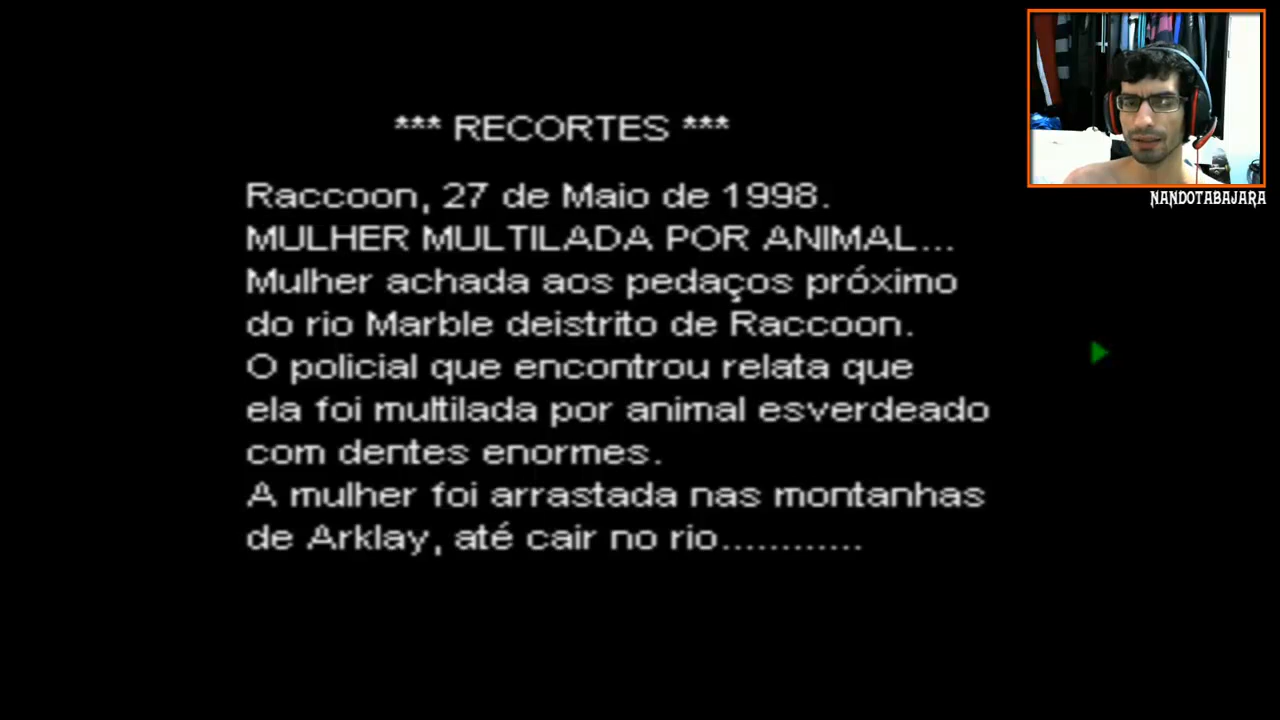 *** RECORTES ***
Raccoon, 27 de Maio de 1998.
MULHER MULTILADA POR ANIMAL...
Mulher achada aos pedaços próximo
do rio Marble deistrito de Raccoon.
O policial que encontrou relata que
ela foi multilada por animal esverdeado
com dentes enormes.
A mulher foi arrastada nas montanhas
de Arklay, até cair no rio............
NANDOTABAJARA